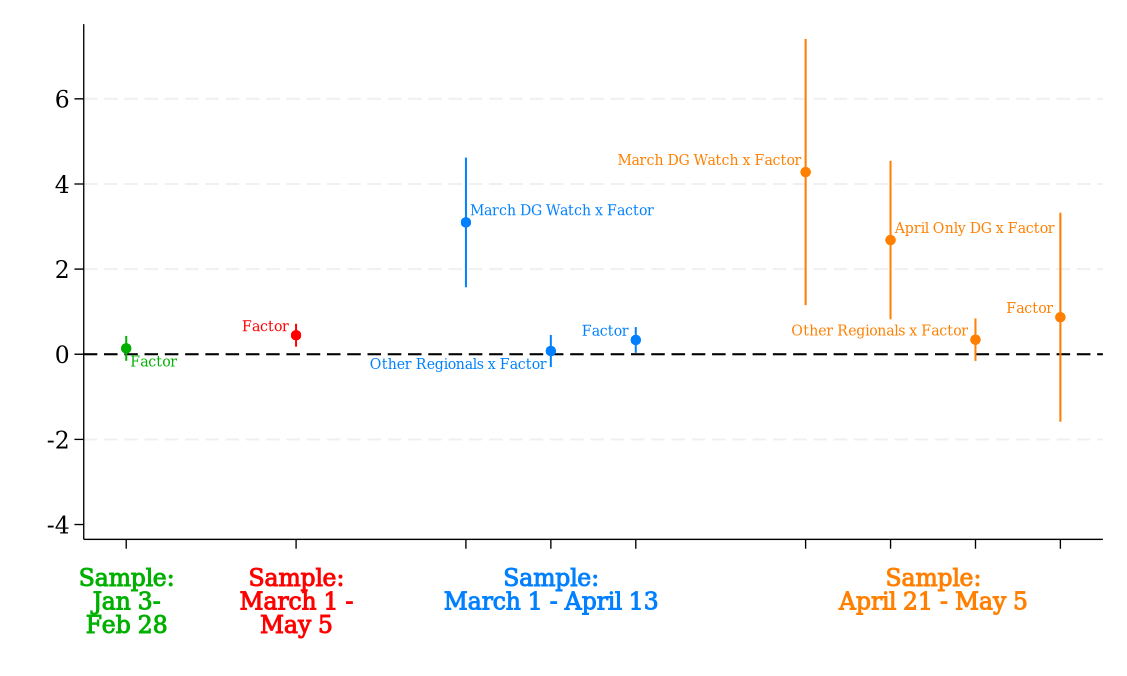 6
March DG Watch x Factor
4
March DG Watch x Factor
April Only DG x Factor
2
Factor
Factor
Factor
Other Regionals x Factor
0
Factor
Other Regionals x Factor
-2
-4
Sample:
Jan 3-
Feb 28
Sample:
March 1 -
May 5
Sample:
March 1 - April 13
Sample:
April 21 - May 5